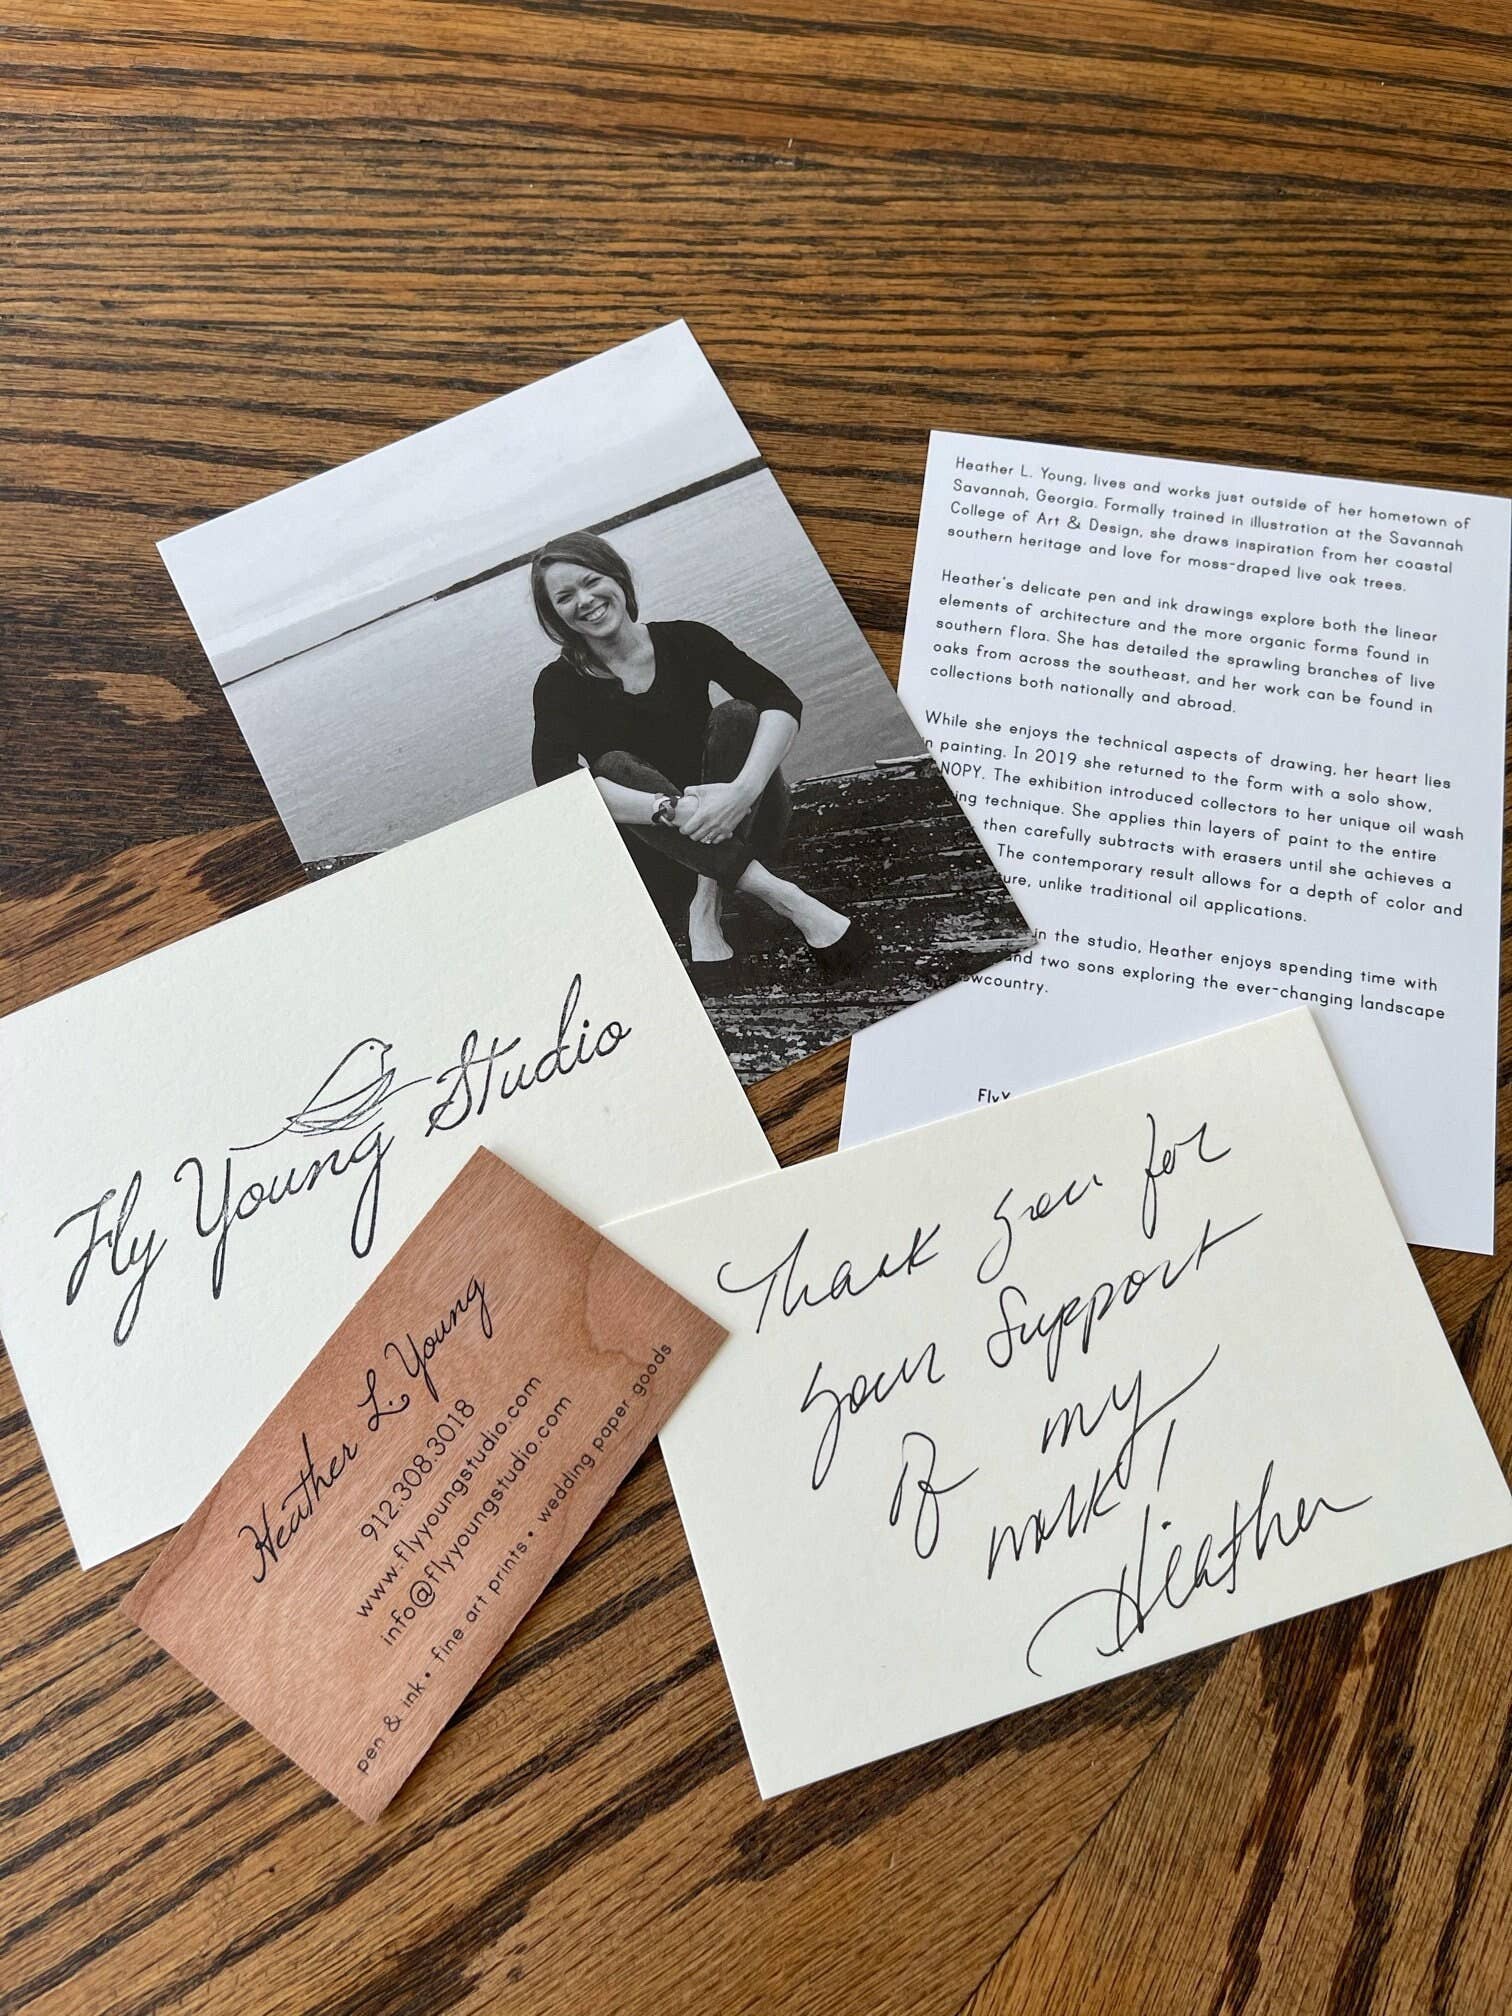 Heather L. Young, lives and works just outside of her hometown of
Savannah, Georgia. Formally trained in illustration at the Savannah
College of Art & Design, she draws inspiration from her coastal
southern heritage and love for moss-draped live oak trees.
Heather's delicate pen and ink drawings explore both the linear
elements of architecture and the more organic forms found in
southern flora. She has detailed the sprawling branches of live
oaks from across the southeast, and her work can be found in
collections both nationally and abroad.
While she enjoys the technical aspects of drawing, her heart lies
n painting. In 2019 she returned to the form with a solo show,
NOPY. The exhibition introduced collectors to her unique oil wash
ing technique. She applies thin layers of paint to the entire
then carefully subtracts with erasers until she achieves a
The contemporary result allows for a depth of color and
ure, unlike traditional oil applications.
in the studio, Heather enjoys spending time with
and two sons exploring the ever-changing landscape
wcountry.
Fly Young Studio
Thank you for
your support
of my
work!
Heather
Heather L. Young
912.308.3018
www.flyyoungstudio.com
info@flyyoungstudio.com
pen & ink • fine art prints • wedding paper goods